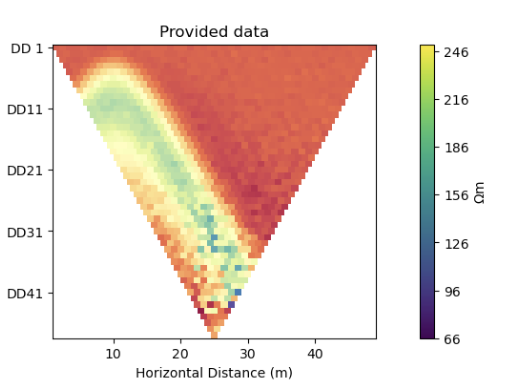 Provided data
DD 1
DD11
DD21
DD31
DD41
10 20 30 40
Horizontal Distance (m)
246
216
186
156
126
96
66
Ωm